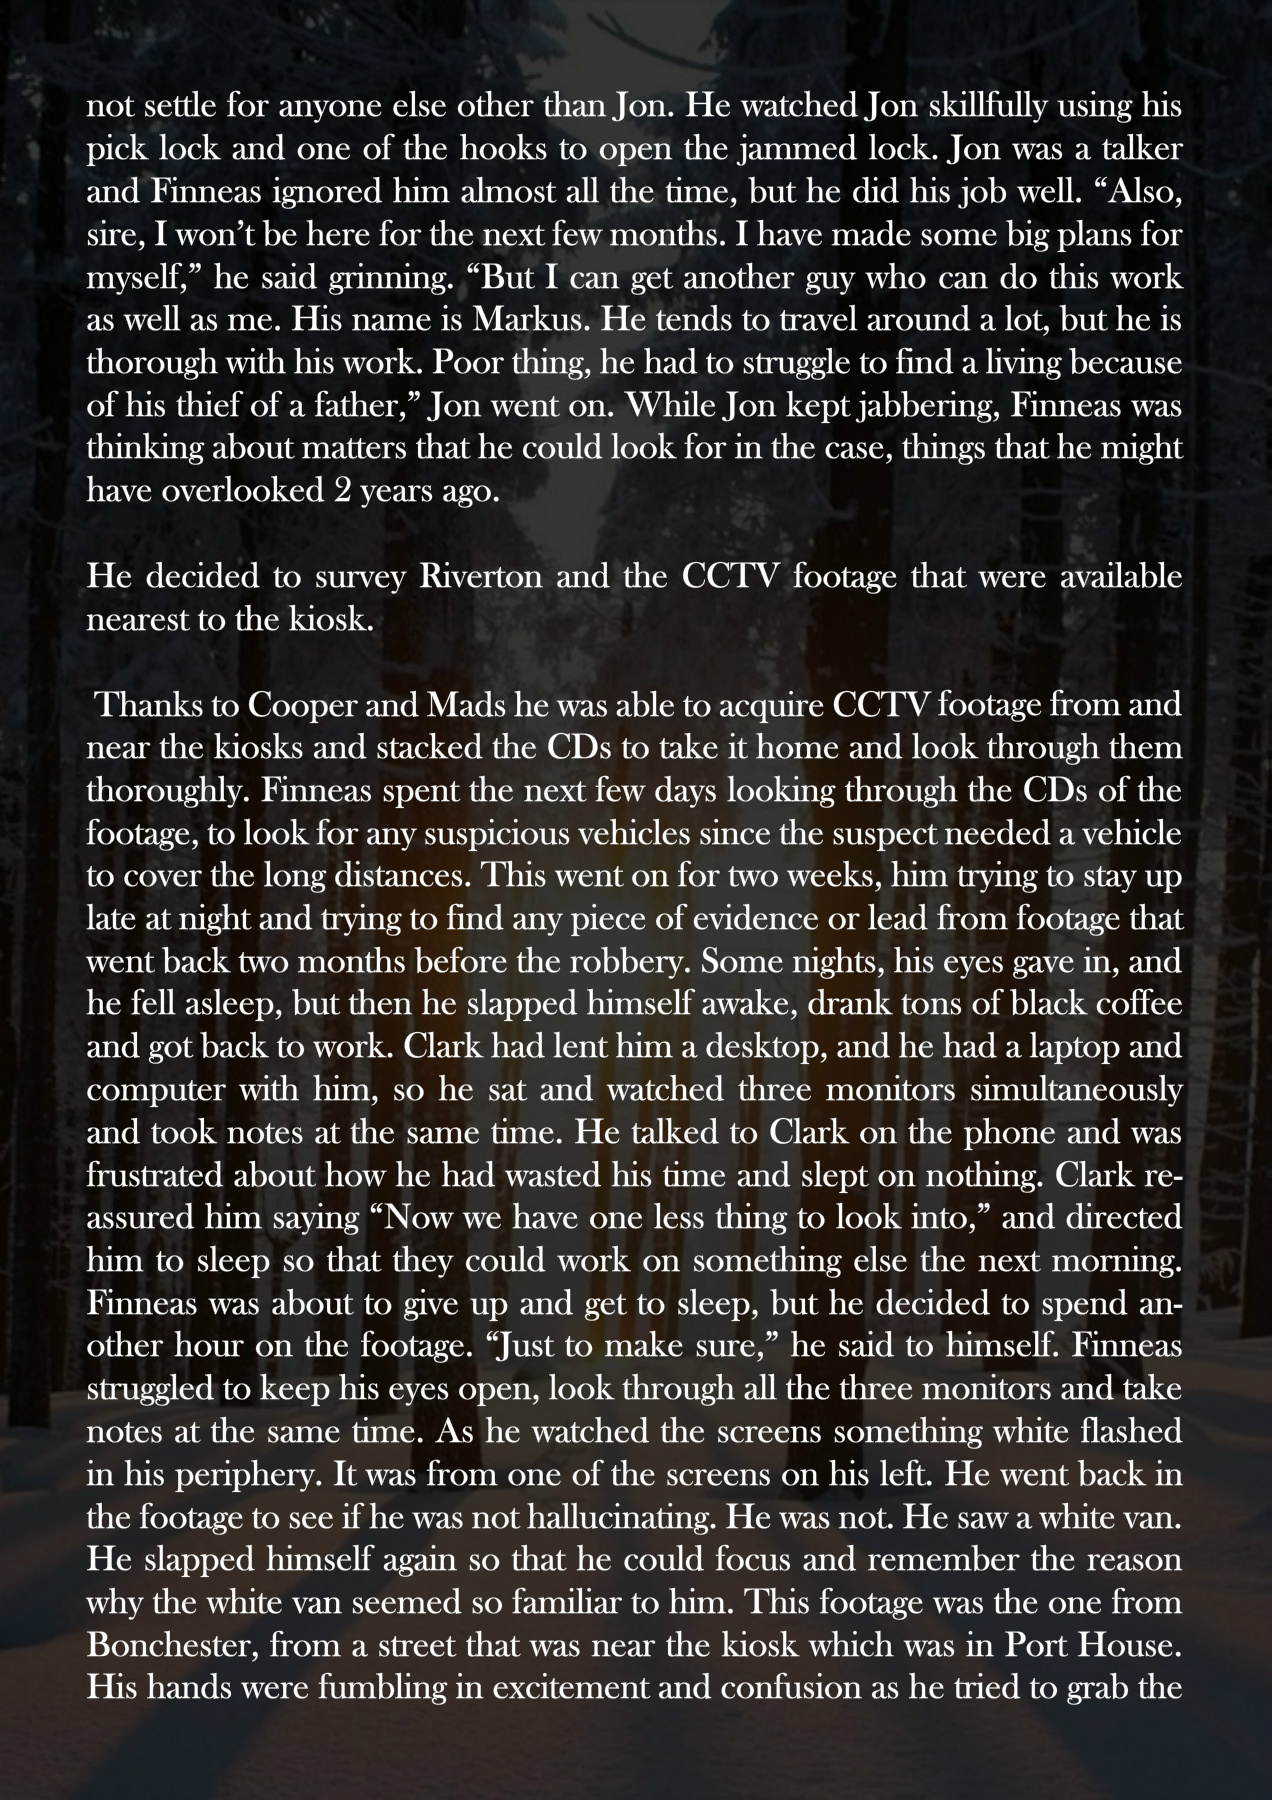 not settle for anyone else other than Jon. He watched Jon skillfully using his
pick lock and one of the hooks to open the jammed lock. Jon was a talker
and Finneas ignored him almost all the time, but he did his job well. “Also,
sire, I won’t be here for the next few months. I have made some big plans for
myself,” he said grinning. “But I can get another guy who can do this work
as well as me. His name is Markus. He tends to travel around a lot, but he is
thorough with his work. Poor thing, he had to struggle to find a living because
of his thief of a father,” Jon went on. While Jon kept jabbering, Finneas was
thinking about matters that he could look for in the case, things that he might
have overlooked 2 years ago.
He decided to survey Riverton and the CCTV footage that were available
nearest to the kiosk.
Thanks to Cooper and Mads he was able to acquire CCTV footage from and
near the kiosks and stacked the CDs to take it home and look through them
thoroughly. Finneas spent the next few days looking through the CDs of the
footage, to look for any suspicious vehicles since the suspect needed a vehicle
to cover the long distances. This went on for two weeks, him trying to stay up
late at night and trying to find any piece of evidence or lead from footage that
went back two months before the robbery. Some nights, his eyes gave in, and
he fell asleep, but then he slapped himself awake, drank tons of black coffee
and got back to work. Clark had lent him a desktop, and he had a laptop and
computer with him, so he sat and watched three monitors simultaneously
and took notes at the same time. He talked to Clark on the phone and was
frustrated about how he had wasted his time and slept on nothing. Clark re-
assured him saying “Now we have one less thing to look into,” and directed
him to sleep so that they could work on something else the next morning.
Finneas was about to give up and get to sleep, but he decided to spend an-
other hour on the footage. “Just to make sure,” he said to himself. Finneas
struggled to keep his eyes open, look through all the three monitors and take
notes at the same time. As he watched the screens something white flashed
in his periphery. It was from one of the screens on his left. He went back in
the footage to see if he was not hallucinating. He was not. He saw a white van.
He slapped himself again so that he could focus and remember the reason
why the white van seemed so familiar to him. This footage was the one from
Bonchester, from a street that was near the kiosk which was in Port House.
His hands were fumbling in excitement and confusion as he tried to grab the